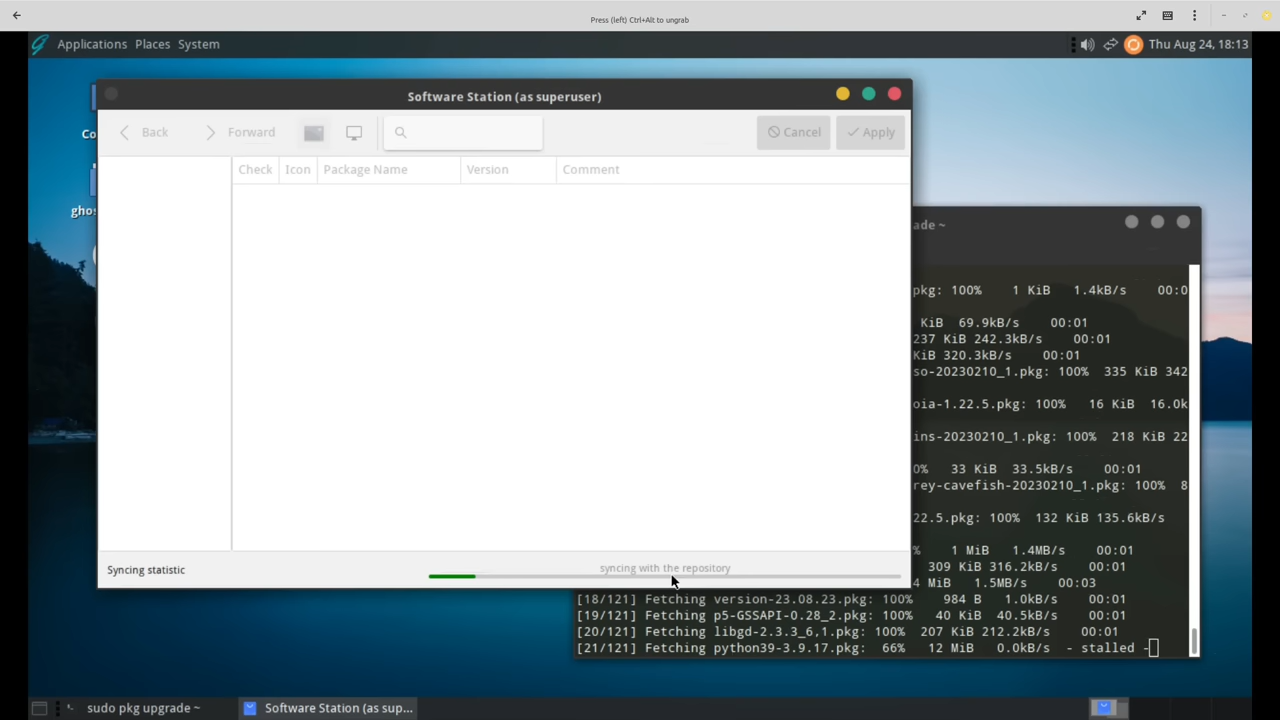 Press (left) Ctrl+Alt to ungrab
Applications Places System
Thu Aug 24, 18:13
Software Station (as superuser)
Back Forward Cancel Apply
Check Icon Package Name Version Comment
Syncing statistic
syncing with the repository
Co
ghos
ade ~
pkg: 100% 1 KiB 1.4kB/s 00:0
KiB 69.9kB/s 00:01
237 KiB 242.3kB/s 00:01
KiB 320.3kB/s 00:01
so-20230210_1.pkg: 100% 335 KiB 342
oia-1.22.5.pkg: 100% 16 KiB 16.0k
ins-20230210_1.pkg: 100% 218 KiB 22
0% 33 KiB 33.5kB/s 00:01
rey-cavefish-20230210_1.pkg: 100% 8
22.5.pkg: 100% 132 KiB 135.6kB/s
% 1 MiB 1.4MB/s 00:01
309 KiB 316.2kB/s 00:01
4 MiB 1.5MB/s 00:03
[18/121] Fetching version-23.08.23.pkg: 100% 984 B 1.0kB/s 00:01
[19/121] Fetching p5-GSSAPI-0.28_2.pkg: 100% 40 KiB 40.5kB/s 00:01
[20/121] Fetching libgd-2.3.3_6,1.pkg: 100% 207 KiB 212.2kB/s 00:01
[21/121] Fetching python39-3.9.17.pkg: 66% 12 MiB 0.0kB/s - stalled -
sudo pkg upgrade ~
Software Station (as sup...